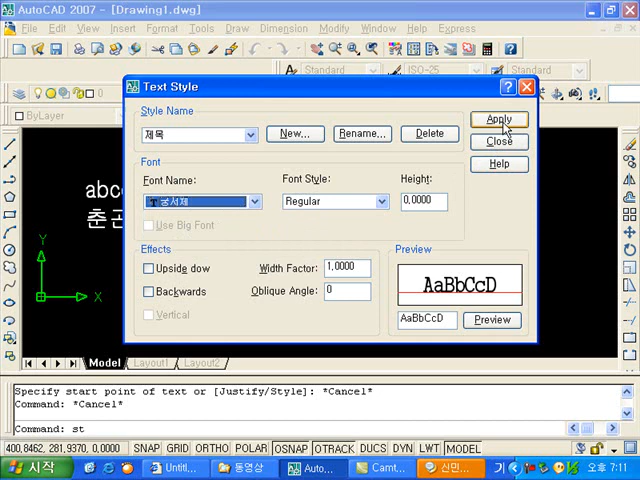 AutoCAD 2007 - [Drawing1.dwg]
File Edit View Insert Format Tools Draw Dimension Modify Window Help Express
Standard ISO-25 Standard
ByLayer
Text Style
Style Name
제목 New... Rename... Delete Apply
Close
Help
Font
Font Name: Font Style: Height:
궁서체 Regular 0,0000
Use Big Font
Effects
Upside dow Width Factor: 1,0000
Backwards Oblique Angle: 0
Vertical
Preview
AaBbCcD
AaBbCcD Preview
abc
춘곤
Y
X
Model Layout1 Layout2
Specify start point of text or [Justify/Style]: *Cancel*
Command: *Cancel*
Command: st
400,8462, 281,9370, 0,0000 SNAP GRID ORTHO POLAR OSNAP OTRACK DUCS DYN LWT MODEL
시작 Untitl... 동영상 Auto... Camt... 신민... 오후 7:11